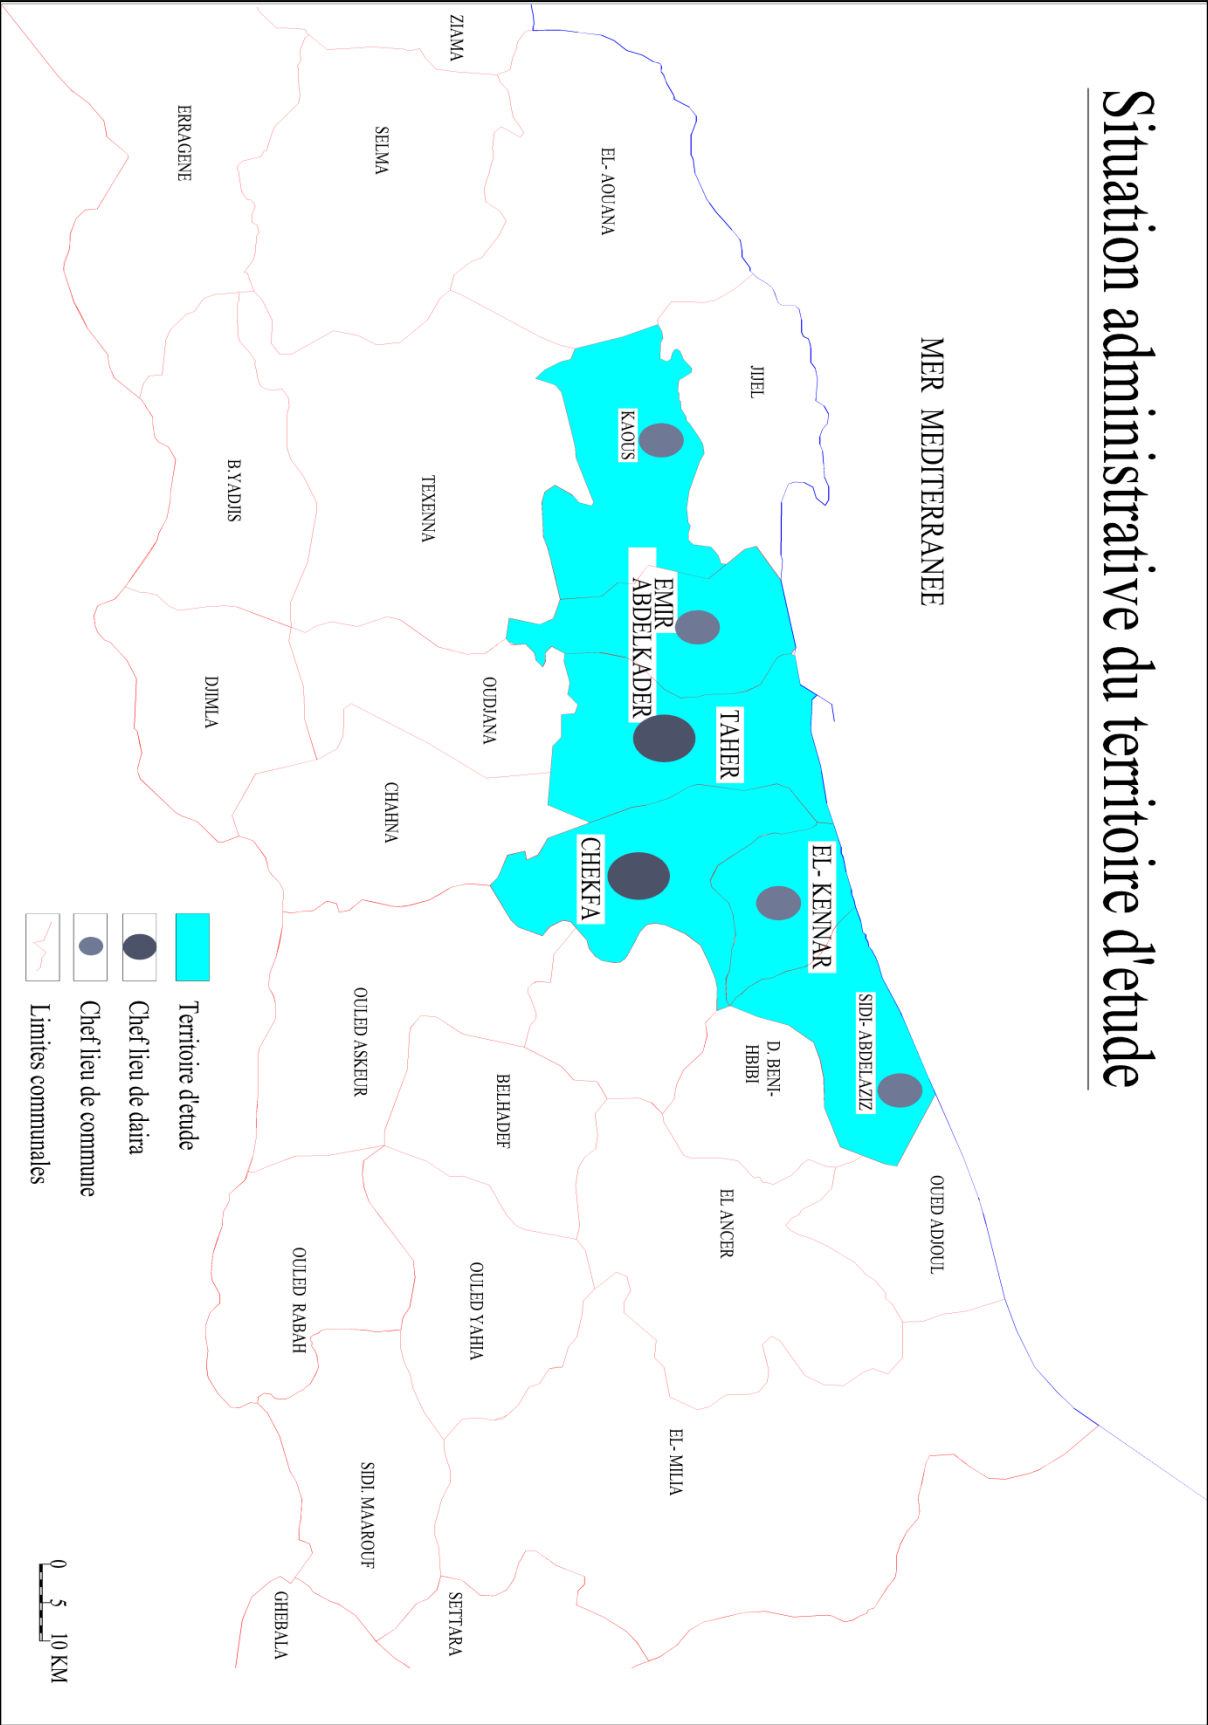 Situation administrative du territoire d'etude
MER MEDITERRANEE
ZIAMA
EL- AOUANA
SELMA
ERRAGENE
JIJEL
KAOUS
TEXENNA
B.YADJIS
EMIR
ABDELKADER
TAHER
OUDJANA
DJIMLA
CHAHNA
CHEKFA
EL- KENNAR
SIDI- ABDELAZIZ
D. BENI-
HBIBI
OULED ASKEUR
BELHADEF
EL ANCER
OUED ADJOUL
OULED RABAH
OULED YAHIA
EL- MILIA
SIDI. MAAROUF
SETTARA
GHEBALA
Territoire d'etude
Chef lieu de daira
Chef lieu de commune
Limites communales
0 5 10 KM